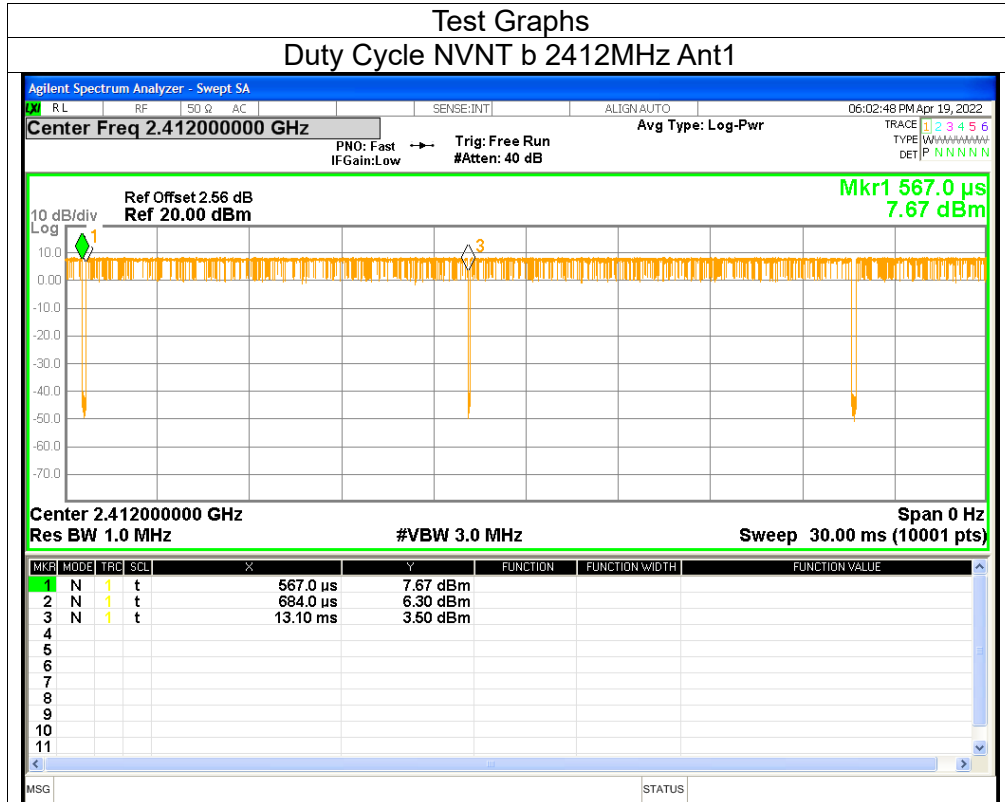 Test Graphs
Duty Cycle NVNT b 2412MHz Ant1
Agilent Spectrum Analyzer - Swept SA
LXI RL RF 50 Ω AC SENSE:INT ALIGN AUTO 06:02:48 PM Apr 19, 2022
Center Freq 2.412000000 GHz
PNO: Fast
IFGain:Low
Trig: Free Run
#Atten: 40 dB
Avg Type: Log-Pwr
TRACE 1 2 3 4 5 6
TYPE W
DET P N N N N N
Mkr1 567.0 µs
7.67 dBm
Ref Offset 2.56 dB
10 dB/div Ref 20.00 dBm
Log
1
3
10.0
0.00
-10.0
-20.0
-30.0
-40.0
-50.0
-60.0
-70.0
Center 2.412000000 GHz Span 0 Hz
Res BW 1.0 MHz #VBW 3.0 MHz Sweep 30.00 ms (10001 pts)
MKR MODE TRC SCL X Y FUNCTION FUNCTION WIDTH FUNCTION VALUE
1 N 1 t 567.0 µs 7.67 dBm
2 N 1 t 684.0 µs 6.30 dBm
3 N 1 t 13.10 ms 3.50 dBm
4
5
6
7
8
9
10
11
MSG STATUS